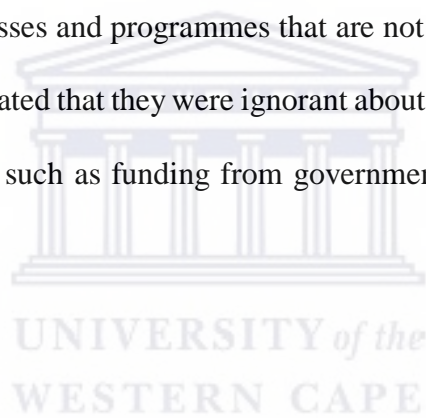 sses and programmes that are not
ated that they were ignorant about
such as funding from governmen
UNIVERSITY of the
WESTERN CAPE